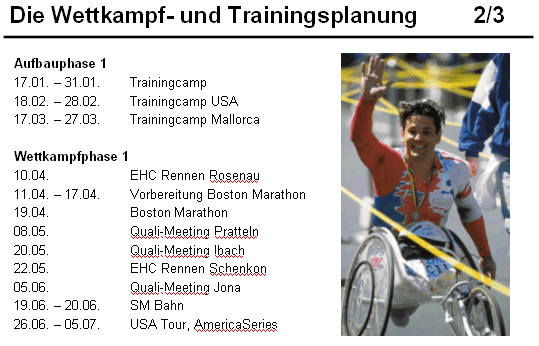 Die Wettkampf- und Trainingsplanung 2/3
Aufbauphase 1
17.01. – 31.01. Trainingcamp
18.02. – 28.02. Trainingcamp USA
17.03. – 27.03. Trainingcamp Mallorca
Wettkampfphase 1
10.04. EHC Rennen Rosenau
11.04. – 17.04. Vorbereitung Boston Marathon
19.04. Boston Marathon
08.05. Quali-Meeting Pratteln
20.05. Quali-Meeting Ibach
22.05. EHC Rennen Schenkon
05.06. Quali-Meeting Jona
19.06. – 20.06. SM Bahn
26.06. – 05.07. USA Tour, AmericaSeries